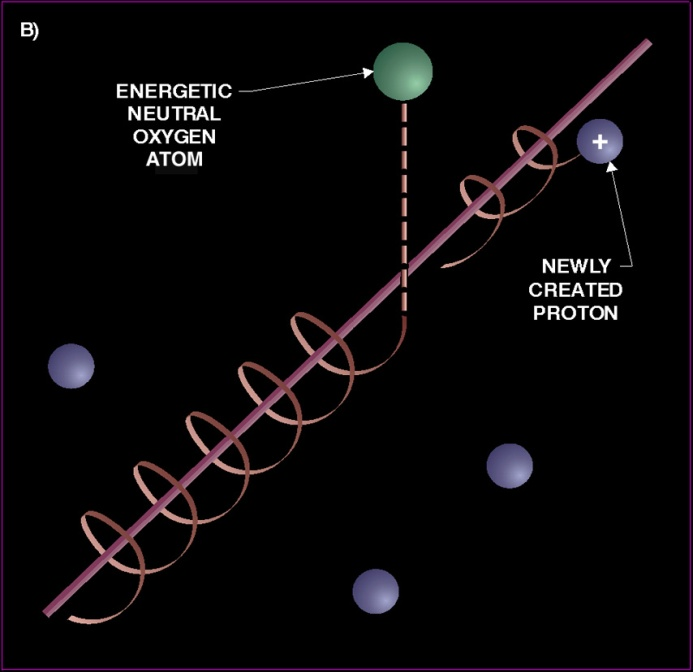 B)
ENERGETIC
NEUTRAL
OXYGEN
ATOM
+
NEWLY
CREATED
PROTON